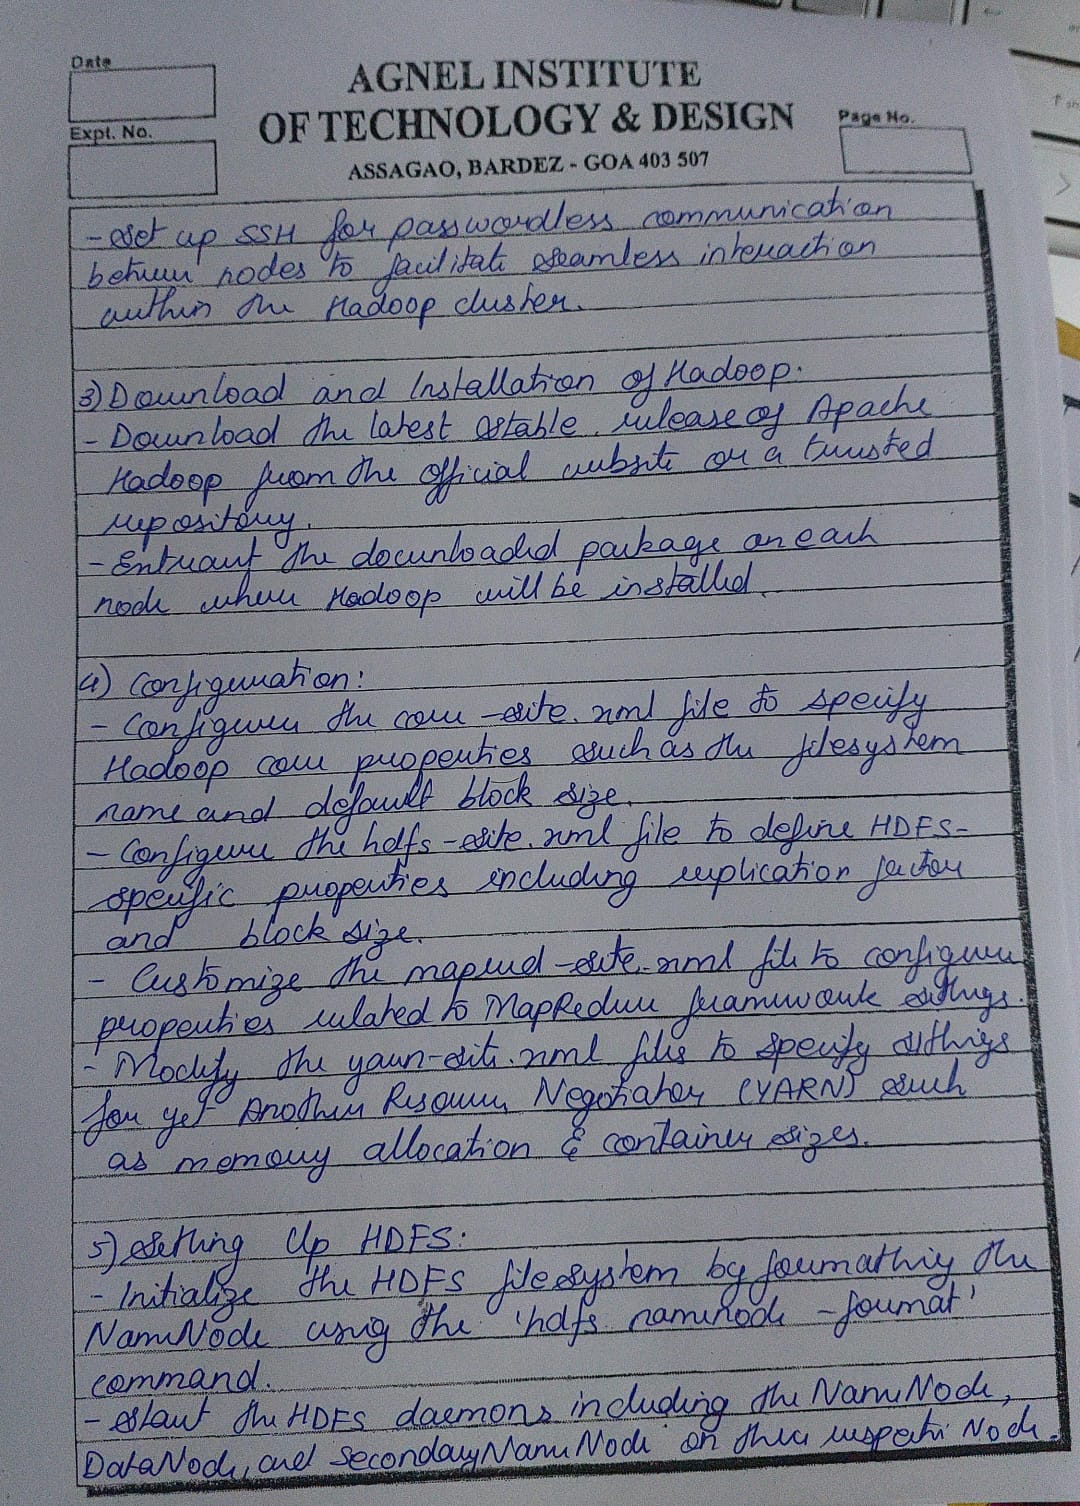 Date
AGNEL INSTITUTE
OF TECHNOLOGY & DESIGN
Expt. No.
Page No.
ASSAGAO, BARDEZ - GOA 403 507
- Set up SSH for passwordless communication
between nodes to facilitate seamless interaction
within the Hadoop cluster.
3) Download and Installation of Hadoop.
- Download the latest stable release of Apache
Hadoop from the official website or a trusted
repository.
- Extract the downloaded package on each
node where Hadoop will be installed.
4) Configuration:
- Configure the core-site.xml file to specify
Hadoop core properties such as the filesystem
name and default block size.
- Configure the hdfs-site.xml file to define HDFS-
specific properties including replication factor
and block size.
- Customize the mapred-site.xml file to configure
properties related to MapReduce framework settings.
- Modify the yarn-site.xml files to specify settings
for yet Another Resource Negotiator (YARN) such
as memory allocation & container sizes.
5) Setting Up HDFS:
- Initialize the HDFS filesystem by formatting the
NameNode using the 'hdfs namenode -format'
command.
- Start the HDFS daemons including the NameNode,
DataNode, and SecondaryNameNode on their respective Node.